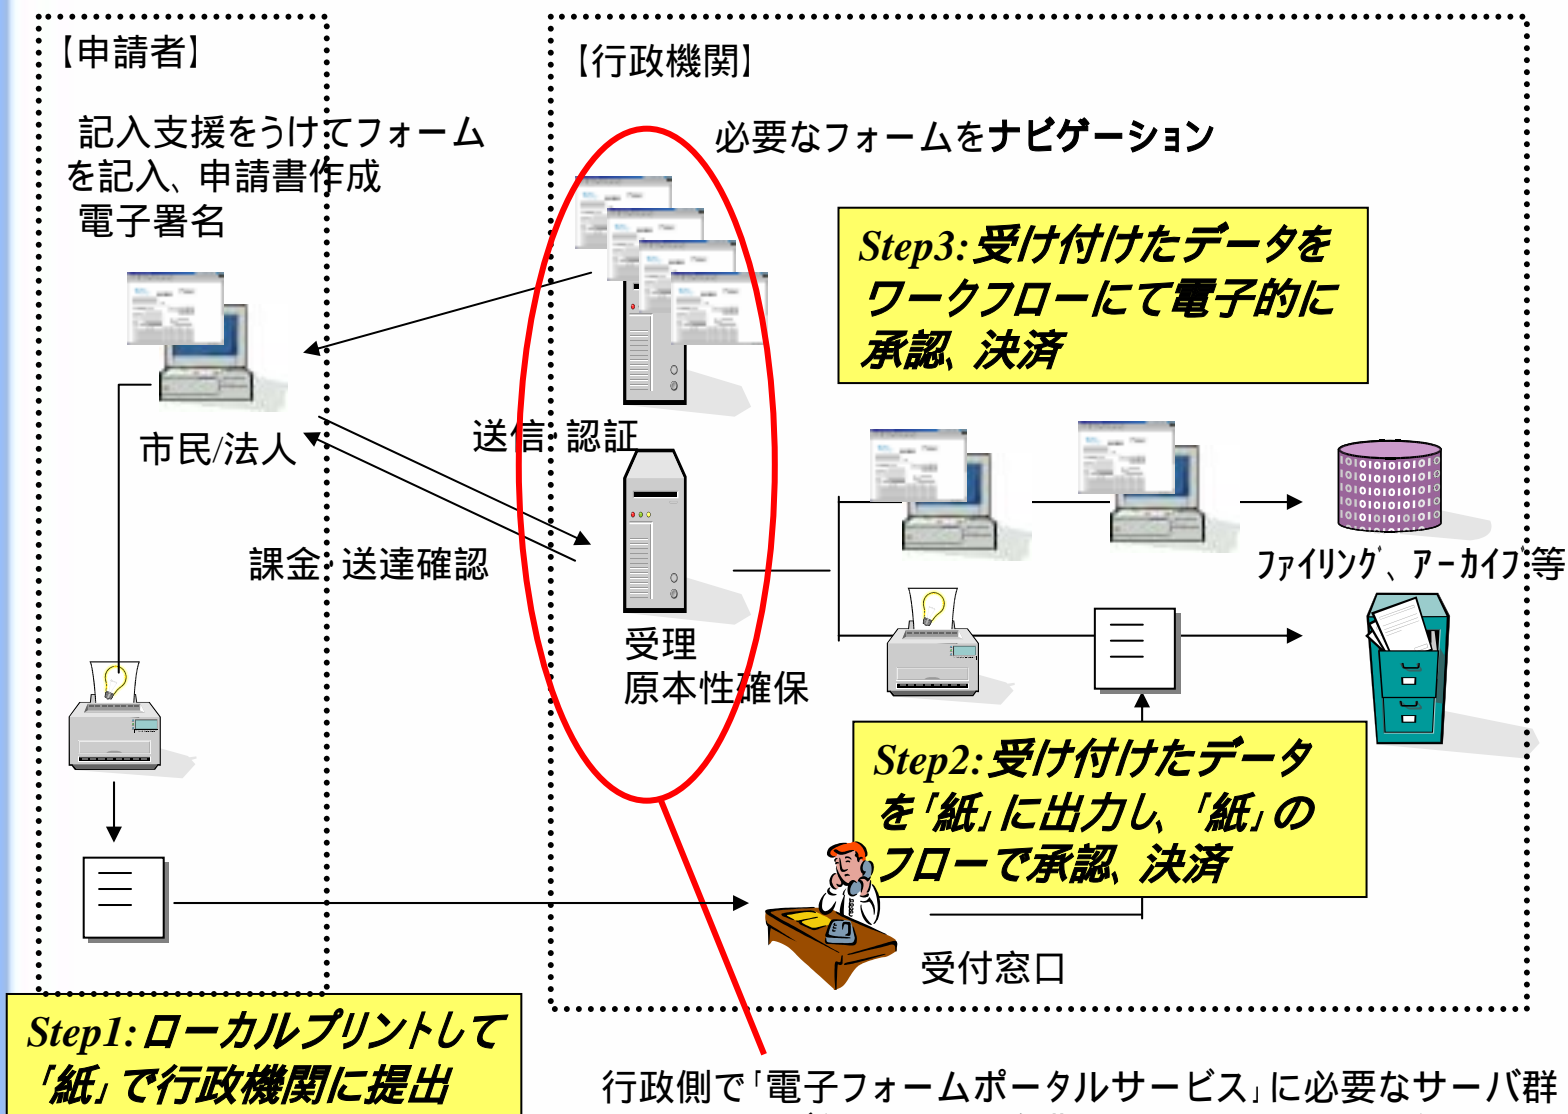 【申請者】
記入支援をうけてフォーム
を記入、申請書作成
電子署名
市民/法人
【行政機関】
必要なフォームをナビゲーション
Step3:受け付けたデータを
ワークフローにて電子的に
承認、決済
送信・認証
課金・送達確認
受理
原本性確保
ファイリング、アーカイブ等
Step2:受け付けたデータ
を「紙」に出力し、「紙」の
フローで承認、決済
受付窓口
Step1:ローカルプリントして
「紙」で行政機関に提出
行政側で「電子フォームポータルサービス」に必要なサーバ群